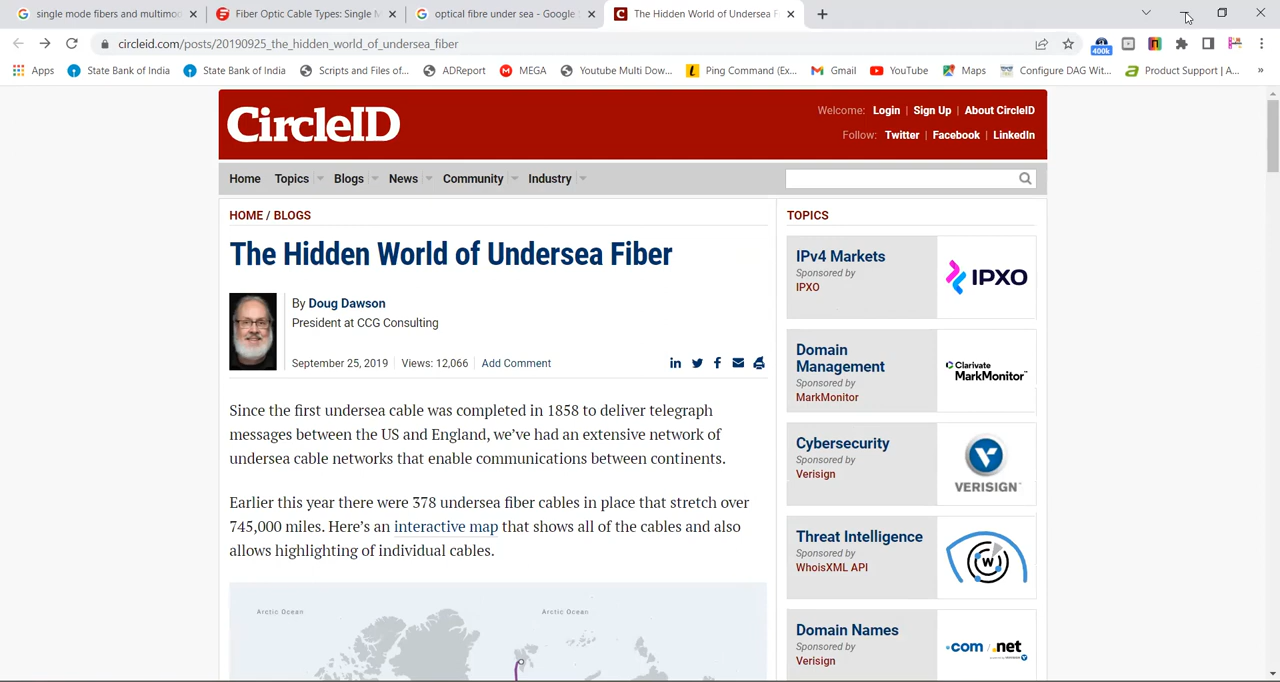 single mode fibers and multimod
Fiber Optic Cable Types: Single M
optical fibre under sea - Google S
The Hidden World of Undersea F
circleid.com/posts/20190925_the_hidden_world_of_undersea_fiber
400k
Apps
State Bank of India
State Bank of India
Scripts and Files of...
ADReport
MEGA
Youtube Multi Dow...
Ping Command (Ex...
Gmail
YouTube
Maps
Configure DAG Wit...
Product Support | A...
»
CircleID
Welcome: Login | Sign Up | About CircleID
Follow: Twitter | Facebook | LinkedIn
Home Topics Blogs News Community Industry
HOME / BLOGS
The Hidden World of Undersea Fiber
By Doug Dawson
President at CCG Consulting
September 25, 2019 Views: 12,066 Add Comment
Since the first undersea cable was completed in 1858 to deliver telegraph
messages between the US and England, we’ve had an extensive network of
undersea cable networks that enable communications between continents.
Earlier this year there were 378 undersea fiber cables in place that stretch over
745,000 miles. Here’s an interactive map that shows all of the cables and also
allows highlighting of individual cables.
Arctic Ocean
Arctic Ocean
TOPICS
IPv4 Markets
Sponsored by
IPXO
IPXO
Domain
Management
Sponsored by
MarkMonitor
Clarivate
MarkMonitor™
Cybersecurity
Sponsored by
Verisign
VERISIGN™
Threat Intelligence
Sponsored by
WhoisXML API
W
Domain Names
Sponsored by
Verisign
.com/.net